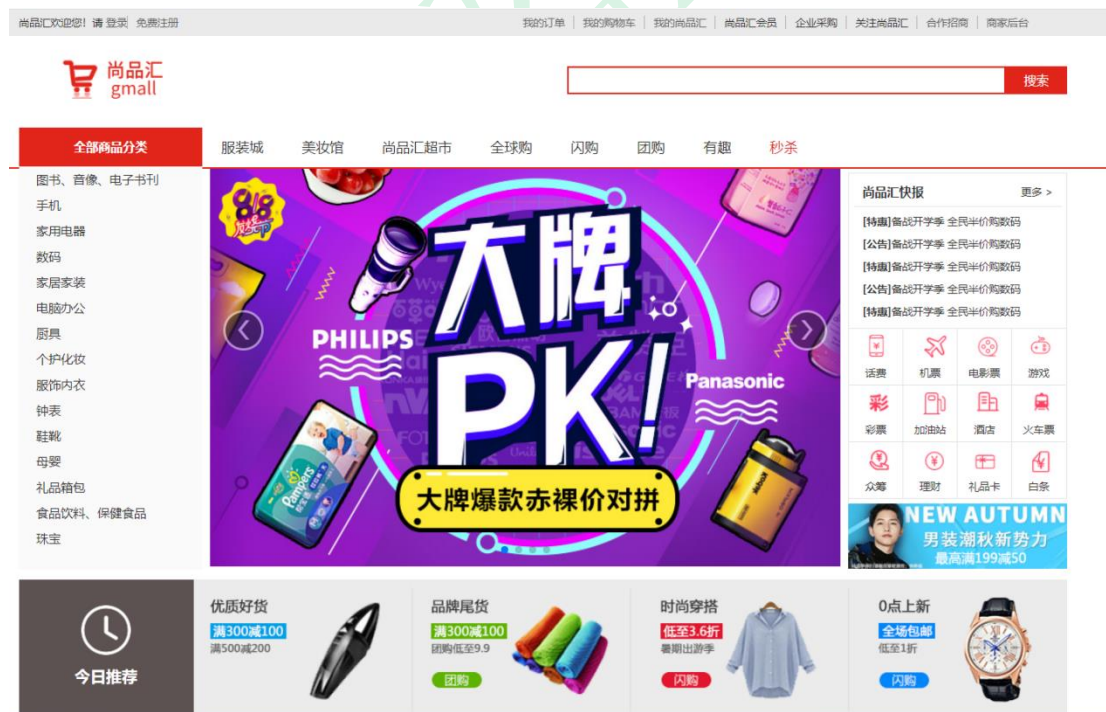 尚品汇欢迎您! 请 登录 免费注册
我的订单 我的购物车 我的尚品汇 尚品汇会员 企业采购 关注尚品汇 合作招商 商家后台
尚品汇
gmall
搜索
全部商品分类 服装城 美妆馆 尚品汇超市 全球购 闪购 团购 有趣 秒杀
图书、音像、电子书刊
手机
家用电器
数码
家居家装
电脑办公
厨具
个护化妆
服饰内衣
钟表
鞋靴
母婴
礼品箱包
食品饮料、保健食品
珠宝
818
大牌
PK!
PHILIPS
Panasonic
Pampers
大牌爆款赤裸价对拼
尚品汇快报 更多 >
[特惠]备战开学季 全民半价购数码
[公告]备战开学季 全民半价购数码
[特惠]备战开学季 全民半价购数码
[公告]备战开学季 全民半价购数码
[特惠]备战开学季 全民半价购数码
话费 机票 电影票 游戏
彩
彩票 加油站 酒店 火车票
众筹 理财 礼品卡 白条
NEW AUTUMN
男装潮秋新势力
最高满199减50
今日推荐
优质好货
满300减100
满500减200
品牌尾货
满300减100
团购低至9.9
团购
时尚穿搭
低至3.6折
暑期出游季
闪购
0点上新
全场包邮
低至1折
闪购